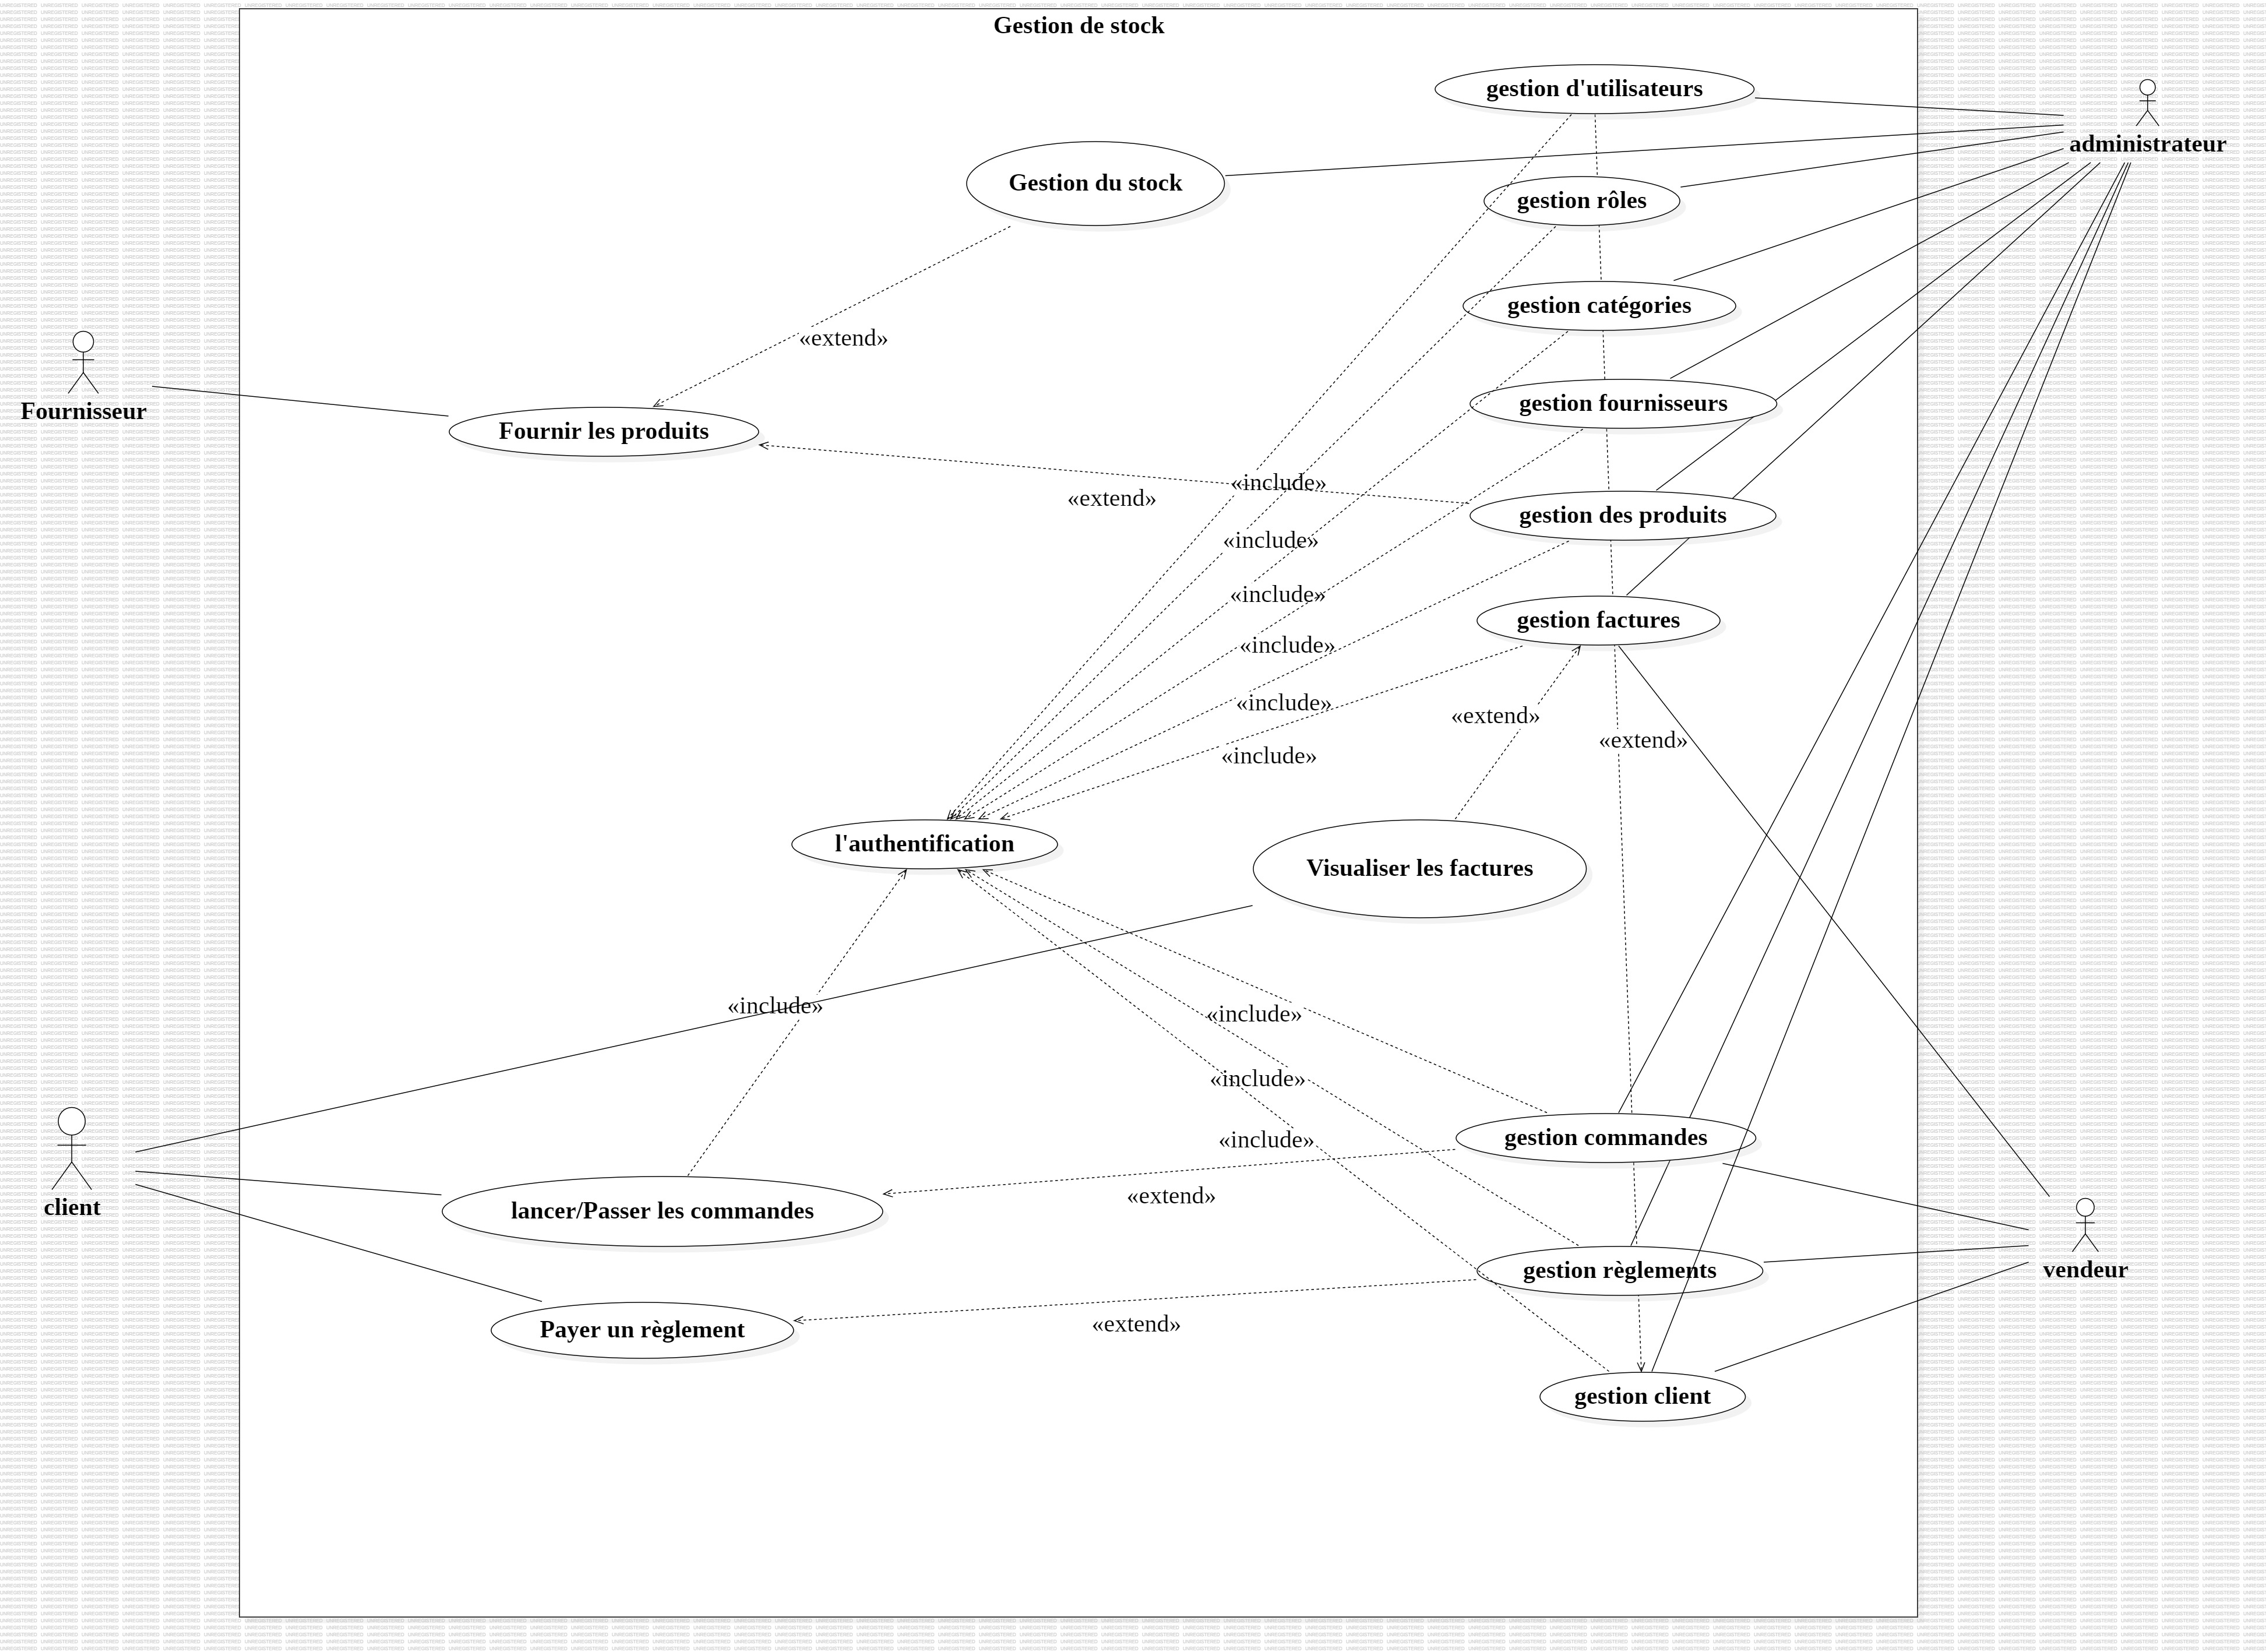 Gestion de stock
gestion d'utilisateurs
administrateur
Gestion du stock
gestion rôles
gestion catégories
«extend»
gestion fournisseurs
Fournisseur
Fournir les produits
«include»
«extend»
gestion des produits
«include»
«include»
gestion factures
«include»
«include»
«extend»
«extend»
«include»
l'authentification
Visualiser les factures
«include»
«include»
«include»
«include»
gestion commandes
«extend»
client
lancer/Passer les commandes
gestion règlements
vendeur
«extend»
Payer un règlement
gestion client
UNREGISTERED